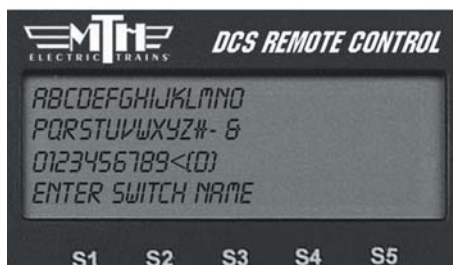 MTH
ELECTRIC TRAINS
DCS REMOTE CONTROL
ABCDEFGHIJKLMNO
PQRSTUVWXYZ#- &
0123456789<(D)
ENTER SWITCH NAME
S1 S2 S3 S4 S5